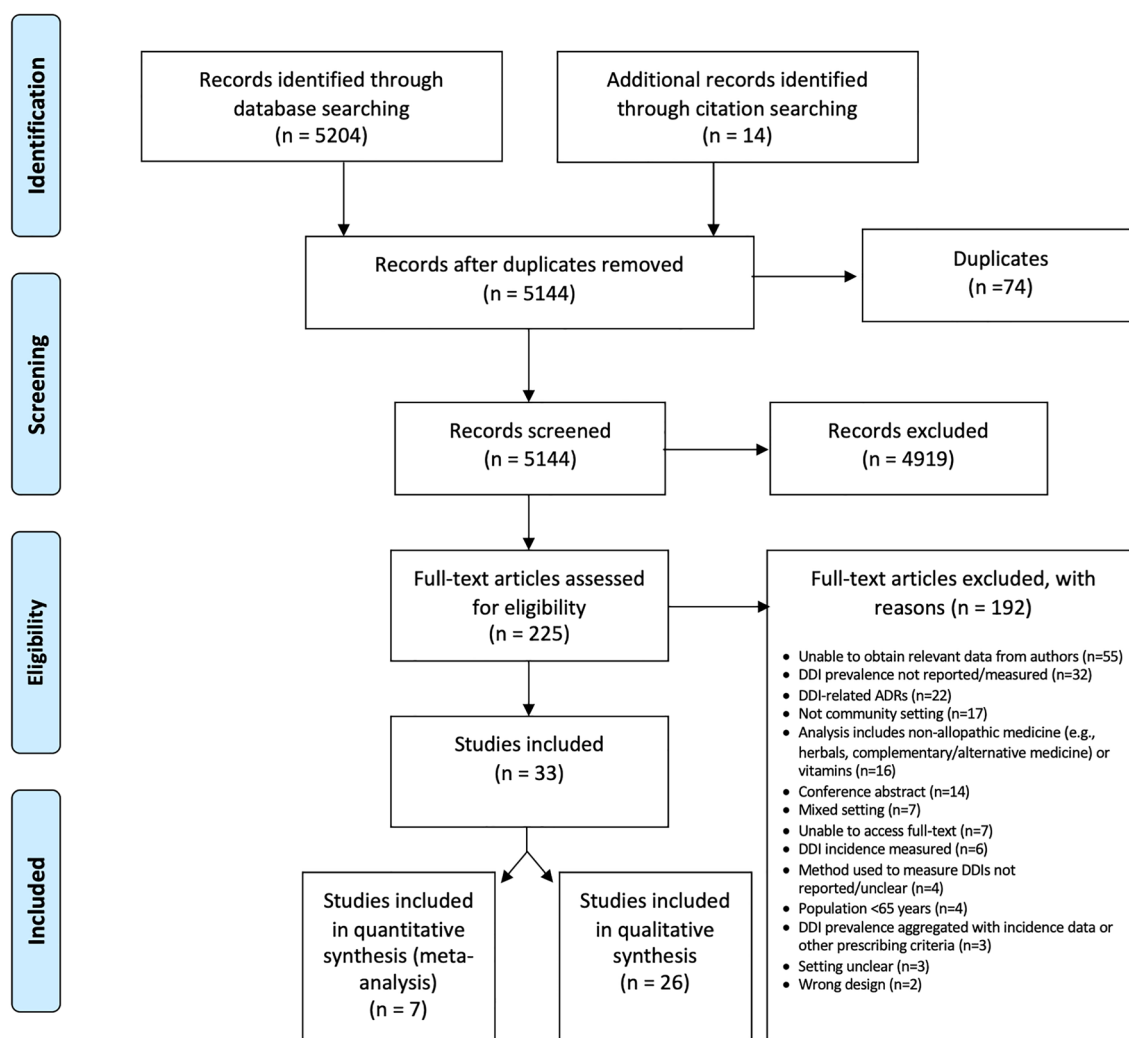 Identification
Records identified through
database searching
(n = 5204)
Additional records identified
through citation searching
(n = 14)
Records after duplicates removed
(n = 5144)
Duplicates
(n =74)
Screening
Records screened
(n = 5144)
Records excluded
(n = 4919)
Eligibility
Full-text articles assessed
for eligibility
(n = 225)
Full-text articles excluded, with
reasons (n = 192)
• Unable to obtain relevant data from authors (n=55)
• DDI prevalence not reported/measured (n=32)
• DDI-related ADRs (n=22)
• Not community setting (n=17)
• Analysis includes non-allopathic medicine (e.g.,
herbals, complementary/alternative medicine) or
vitamins (n=16)
• Conference abstract (n=14)
• Mixed setting (n=7)
• Unable to access full-text (n=7)
• DDI incidence measured (n=6)
• Method used to measure DDIs not
reported/unclear (n=4)
• Population <65 years (n=4)
• DDI prevalence aggregated with incidence data or
other prescribing criteria (n=3)
• Setting unclear (n=3)
• Wrong design (n=2)
Studies included
(n = 33)
Included
Studies included
in quantitative
synthesis (meta-
analysis)
(n = 7)
Studies included
in qualitative
synthesis
(n = 26)